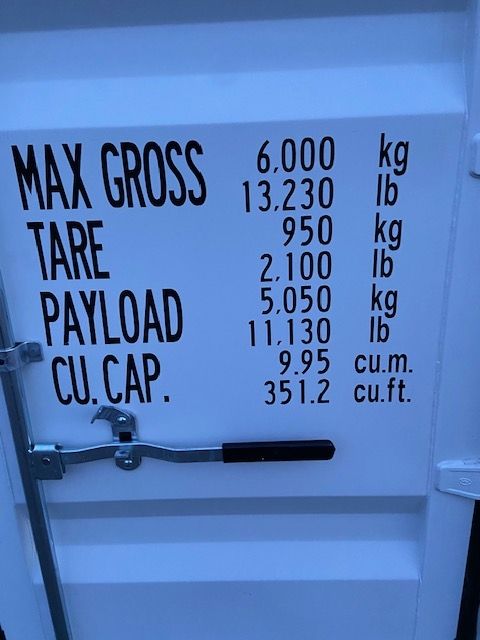 MAX GROSS 6,000 kg
13,230 lb
TARE 950 kg
2,100 lb
PAYLOAD 5,050 kg
11,130 lb
CU. CAP. 9.95 cu.m.
351.2 cu.ft.